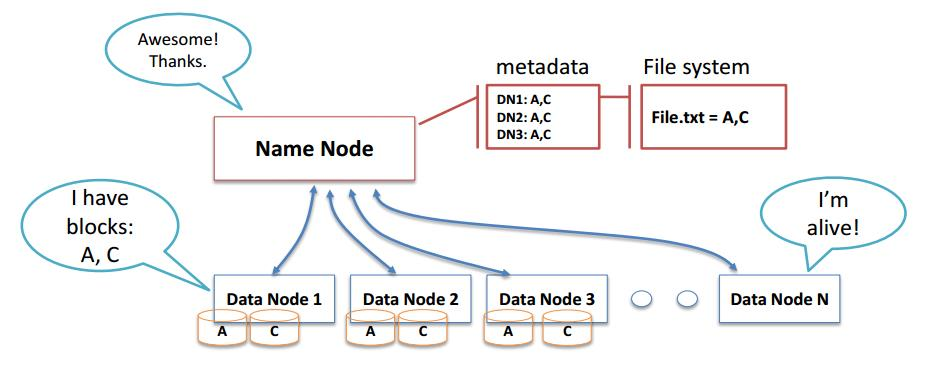 Awesome!
Thanks.
metadata
File system
DN1: A,C
DN2: A,C
DN3: A,C
File.txt = A,C
Name Node
I have
blocks:
A, C
I’m
alive!
Data Node 1
Data Node 2
Data Node 3
Data Node N
A
C
A
C
A
C